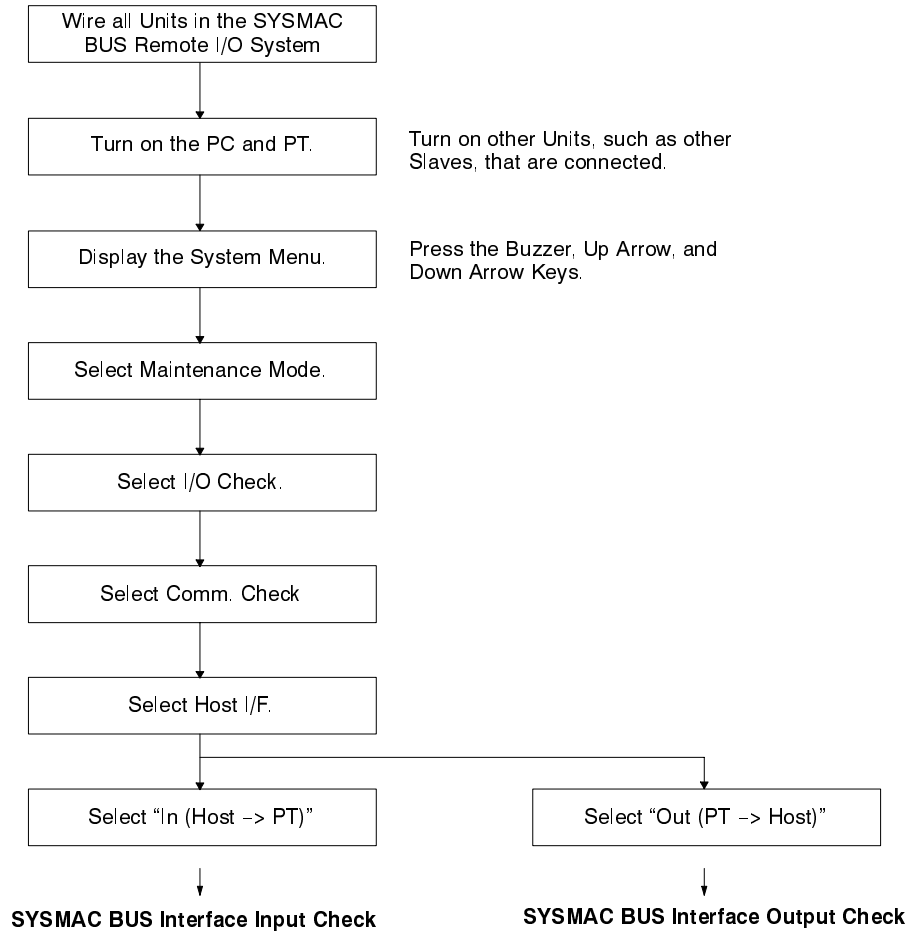 Wire all Units in the SYSMAC
BUS Remote I/O System
Turn on the PC and PT.
Turn on other Units, such as other
Slaves, that are connected.
Display the System Menu.
Press the Buzzer, Up Arrow, and
Down Arrow Keys.
Select Maintenance Mode.
Select I/O Check.
Select Comm. Check
Select Host I/F.
Select “In (Host –> PT)”
Select “Out (PT –> Host)”
SYSMAC BUS Interface Input Check
SYSMAC BUS Interface Output Check